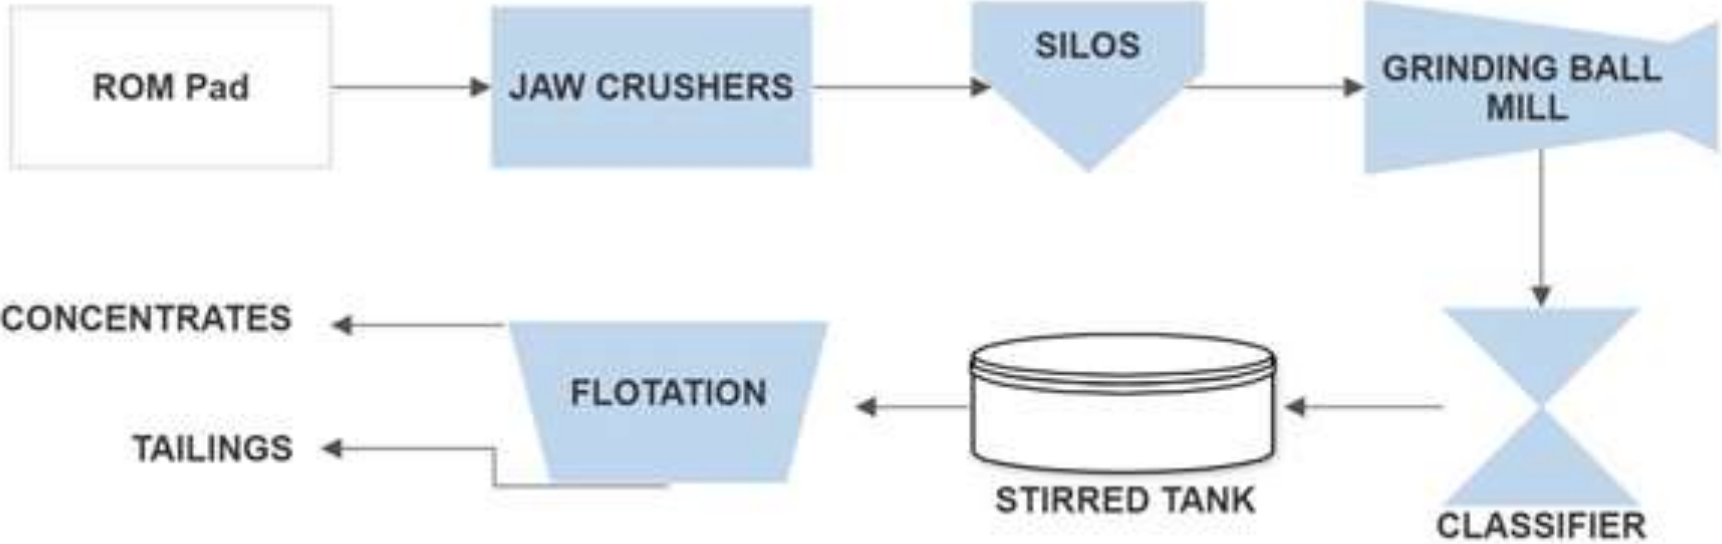 ROM Pad
JAW CRUSHERS
SILOS
GRINDING BALL
MILL
CONCENTRATES
FLOTATION
TAILINGS
STIRRED TANK
CLASSIFIER